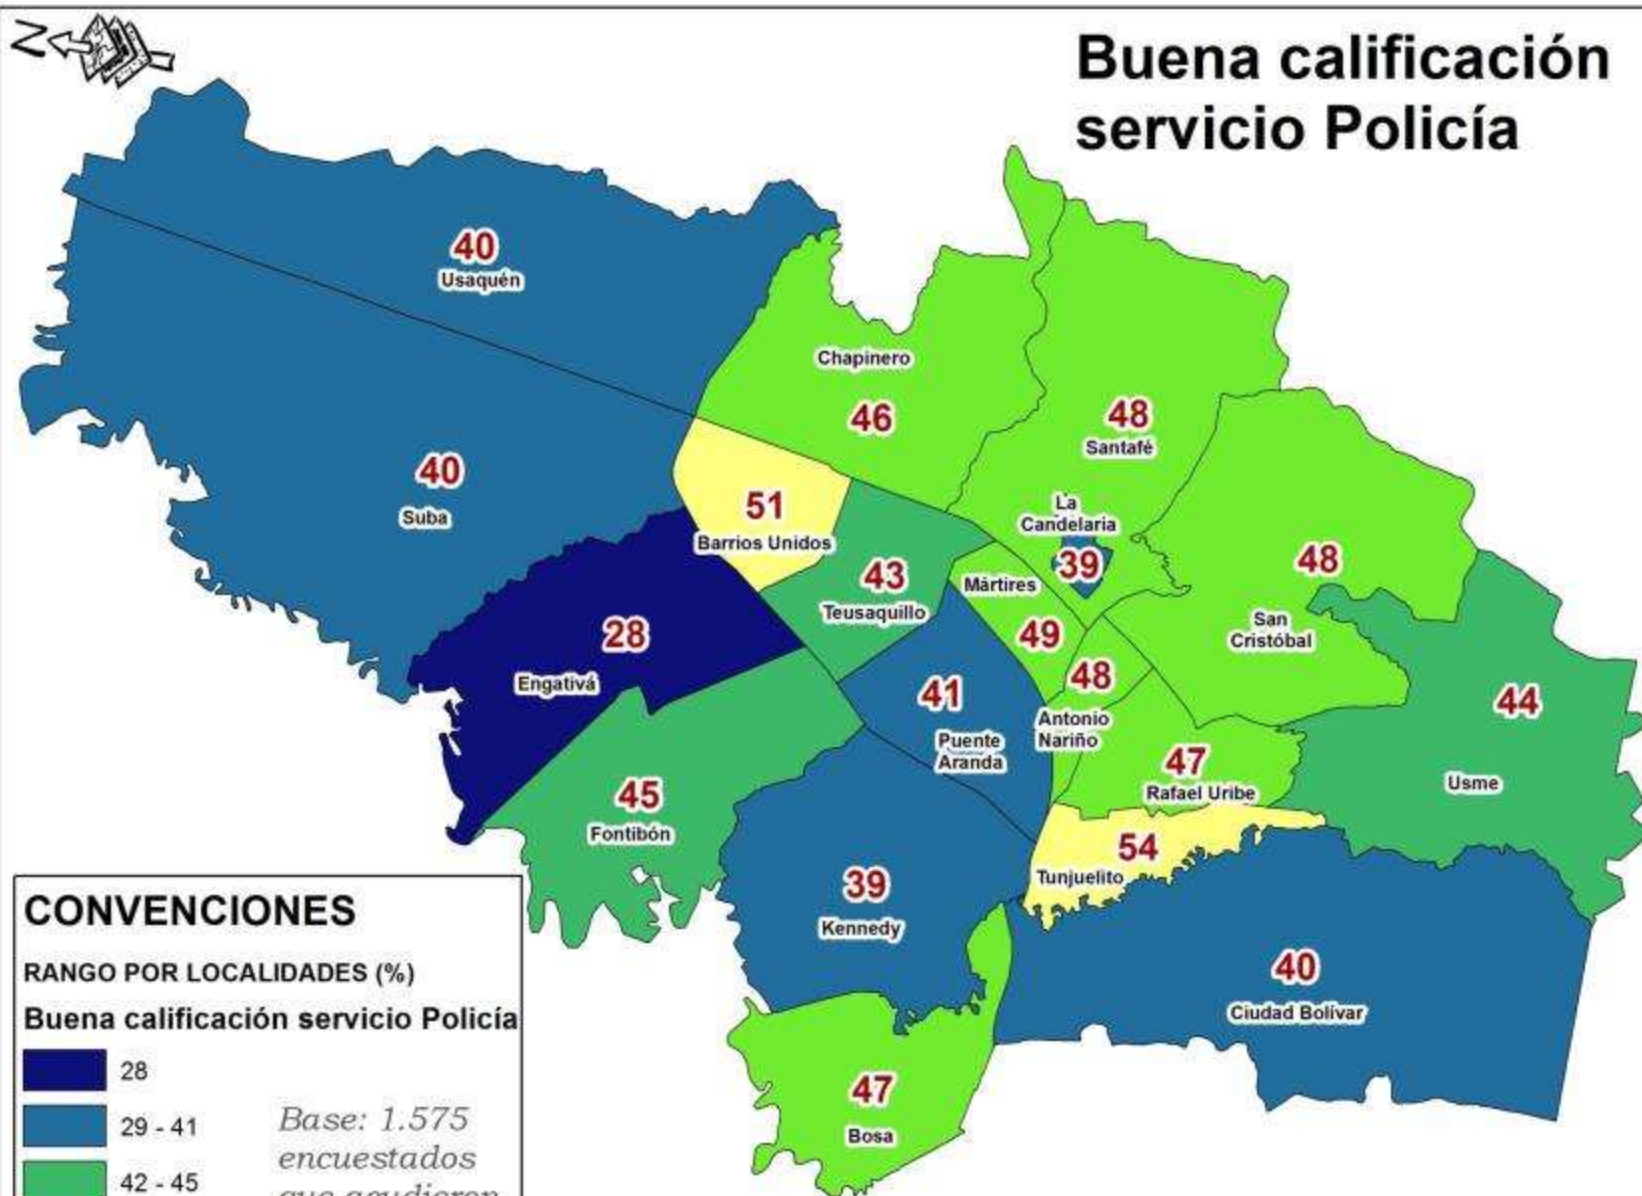 N
Buena calificación
servicio Policía
40
Usaquén
Chapinero
46
48
Santafé
40
Suba
51
Barrios Unidos
La
Candelaria
39
43
Teusaquillo
Mártires
49
48
San
Cristóbal
28
Engativá
41
Puente
Aranda
48
Antonio
Nariño
44
Usme
47
Rafael Uribe
45
Fontibón
54
Tunjuelito
39
Kennedy
40
Ciudad Bolívar
47
Bosa
CONVENCIONES
RANGO POR LOCALIDADES (%)
Buena calificación servicio Policía
28
29 - 41
42 - 45
Base: 1.575
encuestados
que acudieron